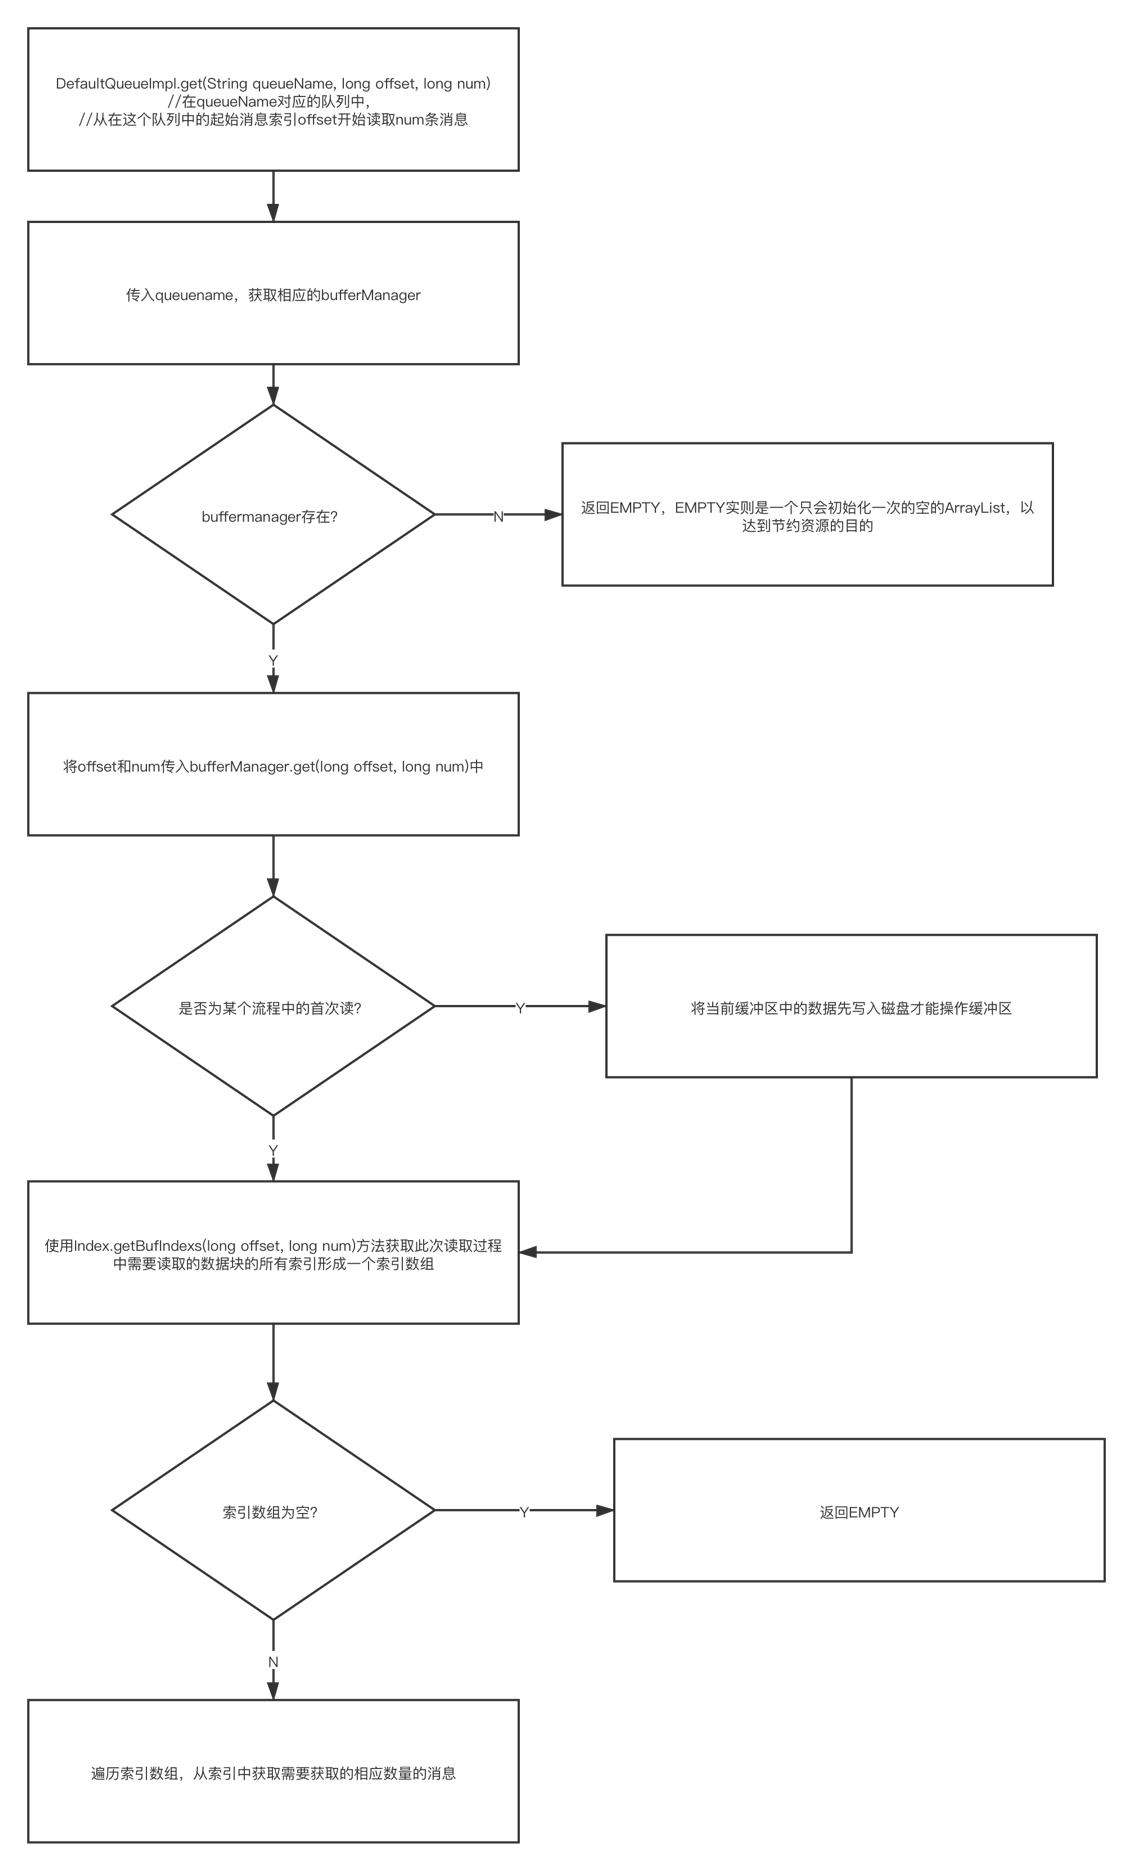 DefaultQueueImpl.get(String queueName, long offset, long num)
//在queueName对应的队列中，
//从在这个队列中的起始消息索引offset开始读取num条消息
传入queuename，获取相应的bufferManager
buffermanager存在?
N
返回EMPTY，EMPTY实则是一个只会初始化一次的空的ArrayList，以
达到节约资源的目的
Y
将offset和num传入bufferManager.get(long offset, long num)中
是否为某个流程中的首次读?
Y
将当前缓冲区中的数据先写入磁盘才能操作缓冲区
Y
使用Index.getBufIndexs(long offset, long num)方法获取此次读取过程
中需要读取的数据块的所有索引形成一个索引数组
索引数组为空?
Y
返回EMPTY
N
遍历索引数组，从索引中获取需要获取的相应数量的消息